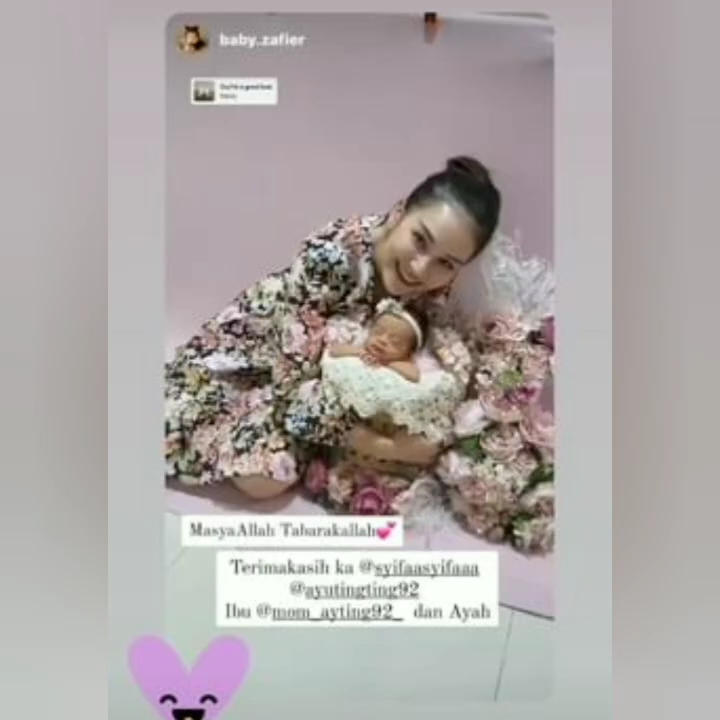 baby.zafier
MasyaAllah Tabarakallah💕
Terimakasih ka @syifaasyifaaa
@ayutingting92
Ibu @mom_ayting92_ dan Ayah